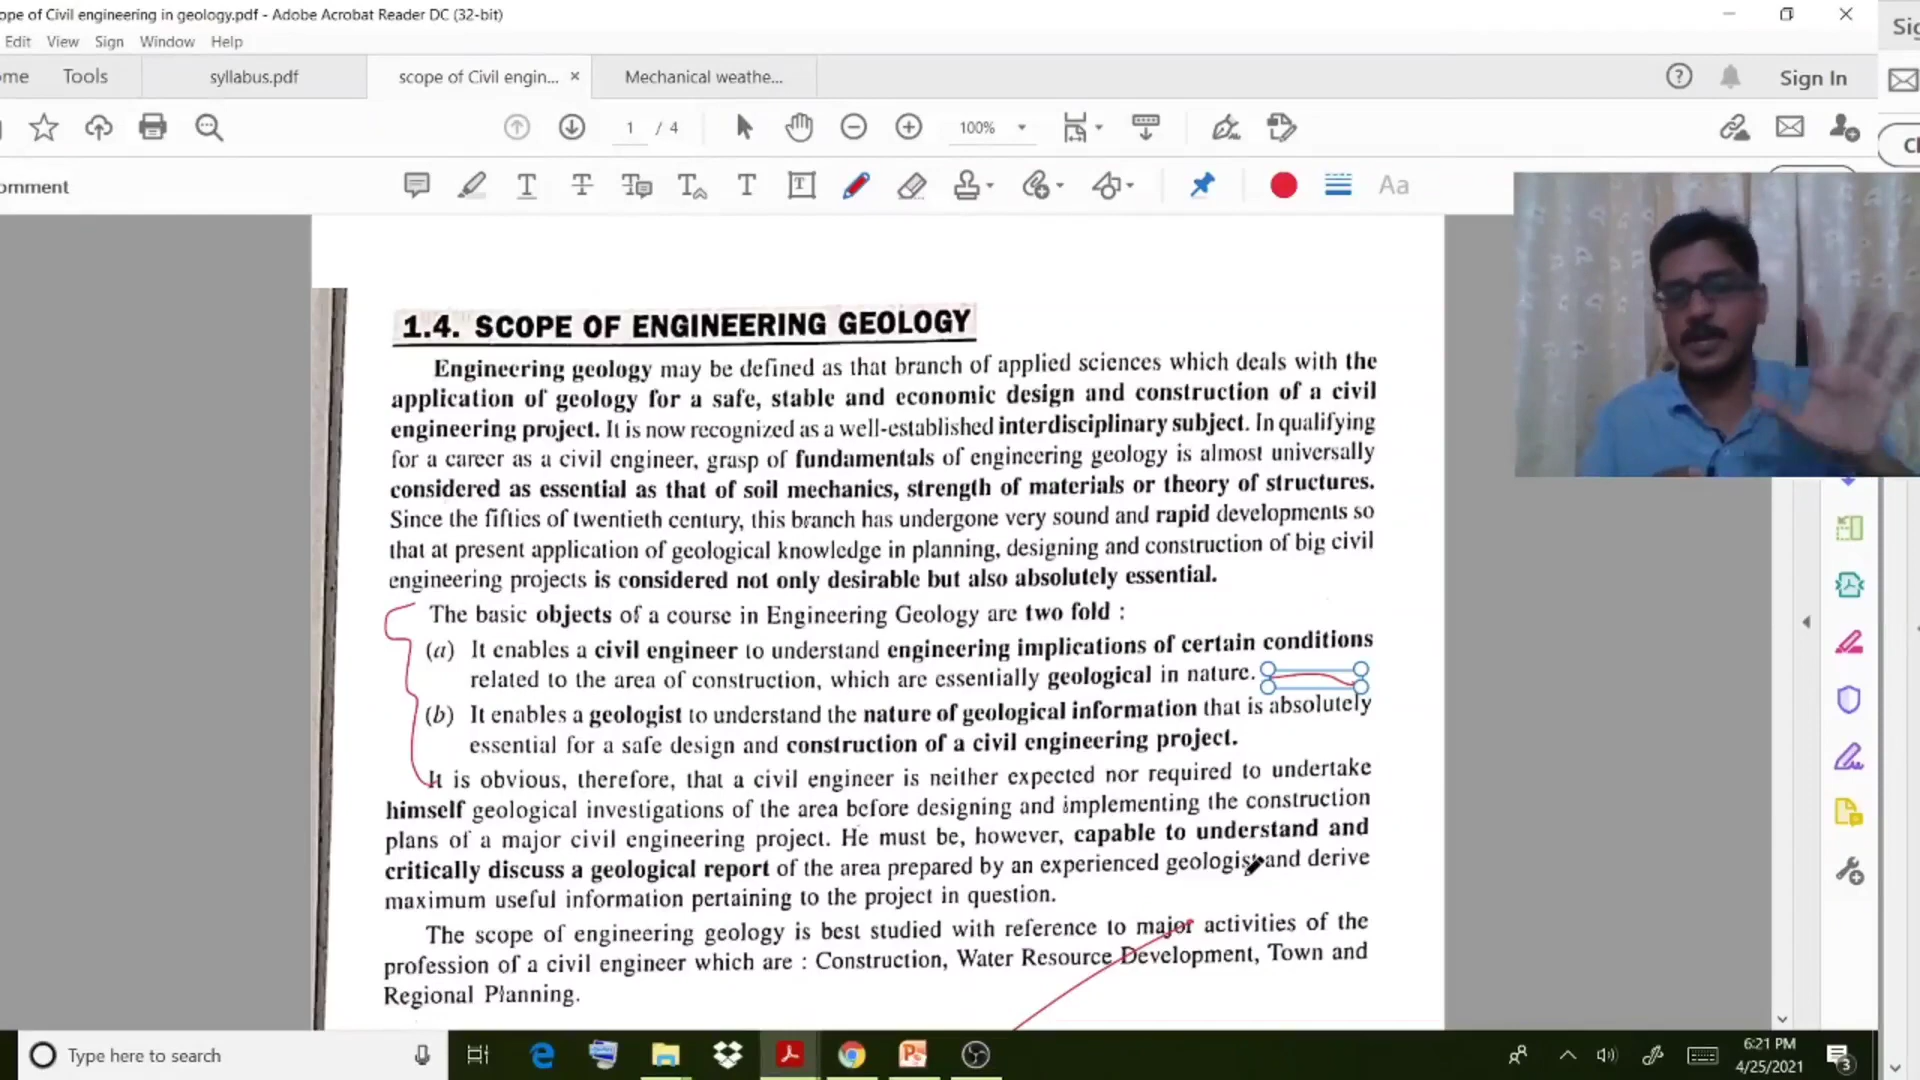 ope of Civil engineering in geology.pdf - Adobe Acrobat Reader DC (32-bit)
Edit View Sign Window Help
ome Tools syllabus.pdf scope of Civil engin... × Mechanical weathe... Sign In
1 / 4 100%
omment
1.4. SCOPE OF ENGINEERING GEOLOGY
Engineering geology may be defined as that branch of applied sciences which deals with the
application of geology for a safe, stable and economic design and construction of a civil
engineering project. It is now recognized as a well-established interdisciplinary subject. In qualifying
for a career as a civil engineer, grasp of fundamentals of engineering geology is almost universally
considered as essential as that of soil mechanics, strength of materials or theory of structures.
Since the fifties of twentieth century, this branch has undergone very sound and rapid developments so
that at present application of geological knowledge in planning, designing and construction of big civil
engineering projects is considered not only desirable but also absolutely essential.
The basic objects of a course in Engineering Geology are two fold :
(a) It enables a civil engineer to understand engineering implications of certain conditions
related to the area of construction, which are essentially geological in nature.
(b) It enables a geologist to understand the nature of geological information that is absolutely
essential for a safe design and construction of a civil engineering project.
It is obvious, therefore, that a civil engineer is neither expected nor required to undertake
himself geological investigations of the area before designing and implementing the construction
plans of a major civil engineering project. He must be, however, capable to understand and
critically discuss a geological report of the area prepared by an experienced geologist and derive
maximum useful information pertaining to the project in question.
The scope of engineering geology is best studied with reference to major activities of the
profession of a civil engineer which are : Construction, Water Resource Development, Town and
Regional Planning.
Type here to search
6:21 PM
4/25/2021
3